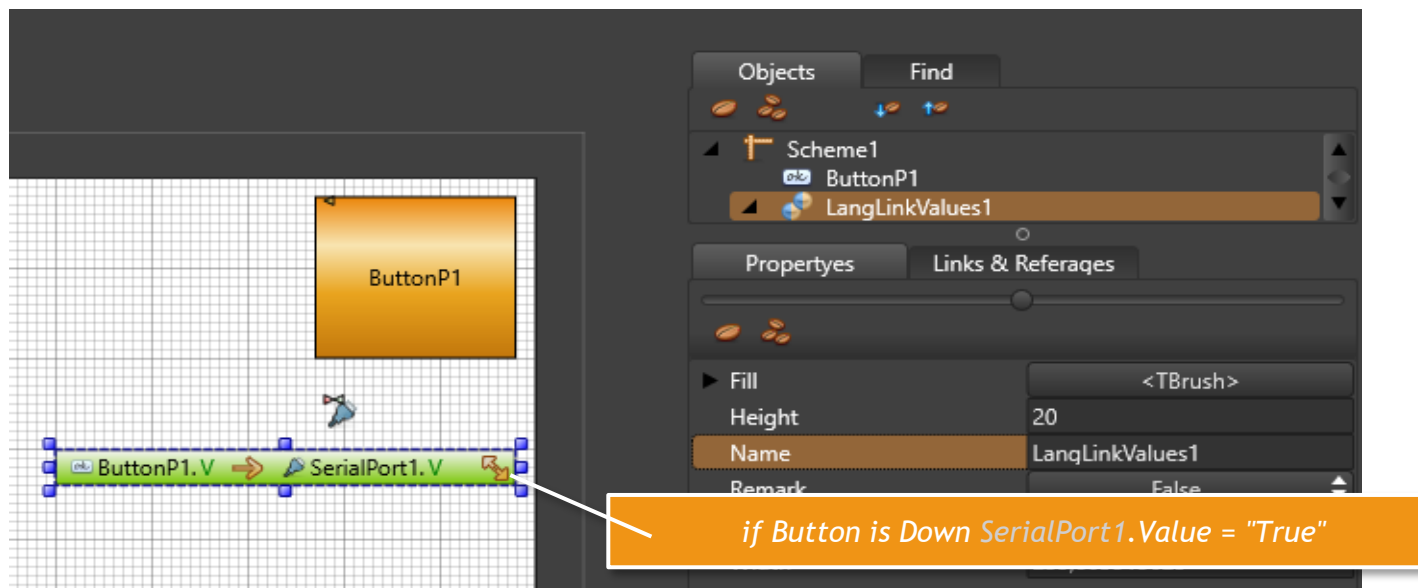 Objects
Find
Scheme1
ButtonP1
LangLinkValues1
Propertyes
Links & Referages
ButtonP1
Fill
<TBrush>
Height
20
Name
LangLinkValues1
Remark
False
ButtonP1.V
SerialPort1.V
if Button is Down SerialPort1.Value = "True"